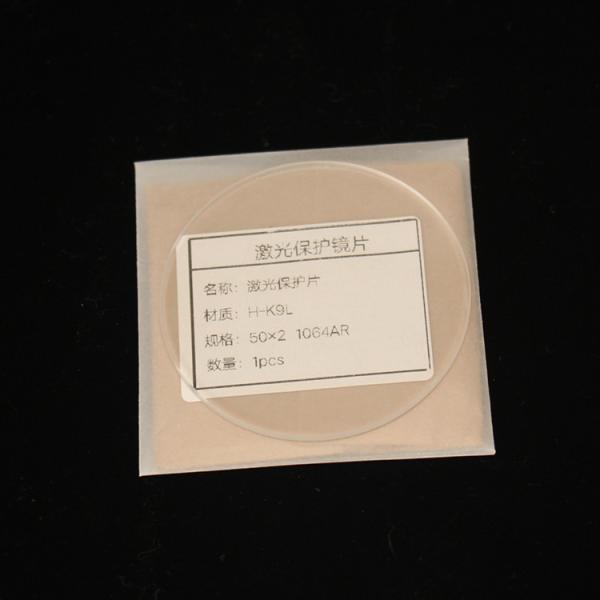 激光保护镜片
名称：激光保护片
材质：H-K9L
规格：50×2 1064AR
数量：1pcs